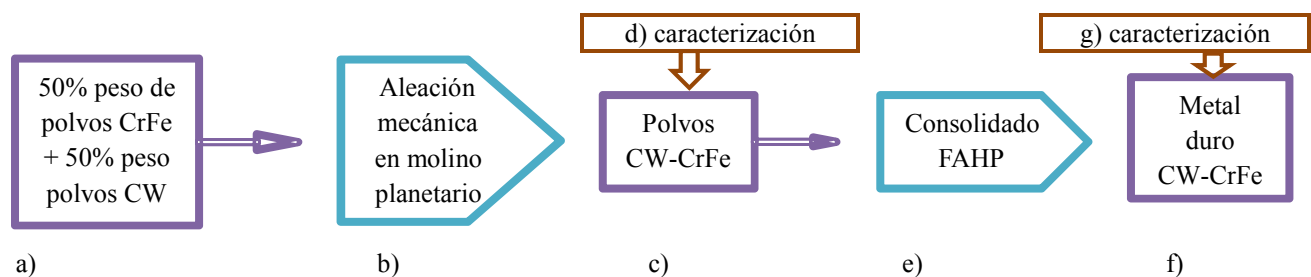 d) caracterización
g) caracterización
50% peso de
polvos CrFe
+ 50% peso
polvos CW
Aleación
mecánica
en molino
planetario
Polvos
CW-CrFe
Consolidado
FAHP
Metal
duro
CW-CrFe
a)
b)
c)
e)
f)